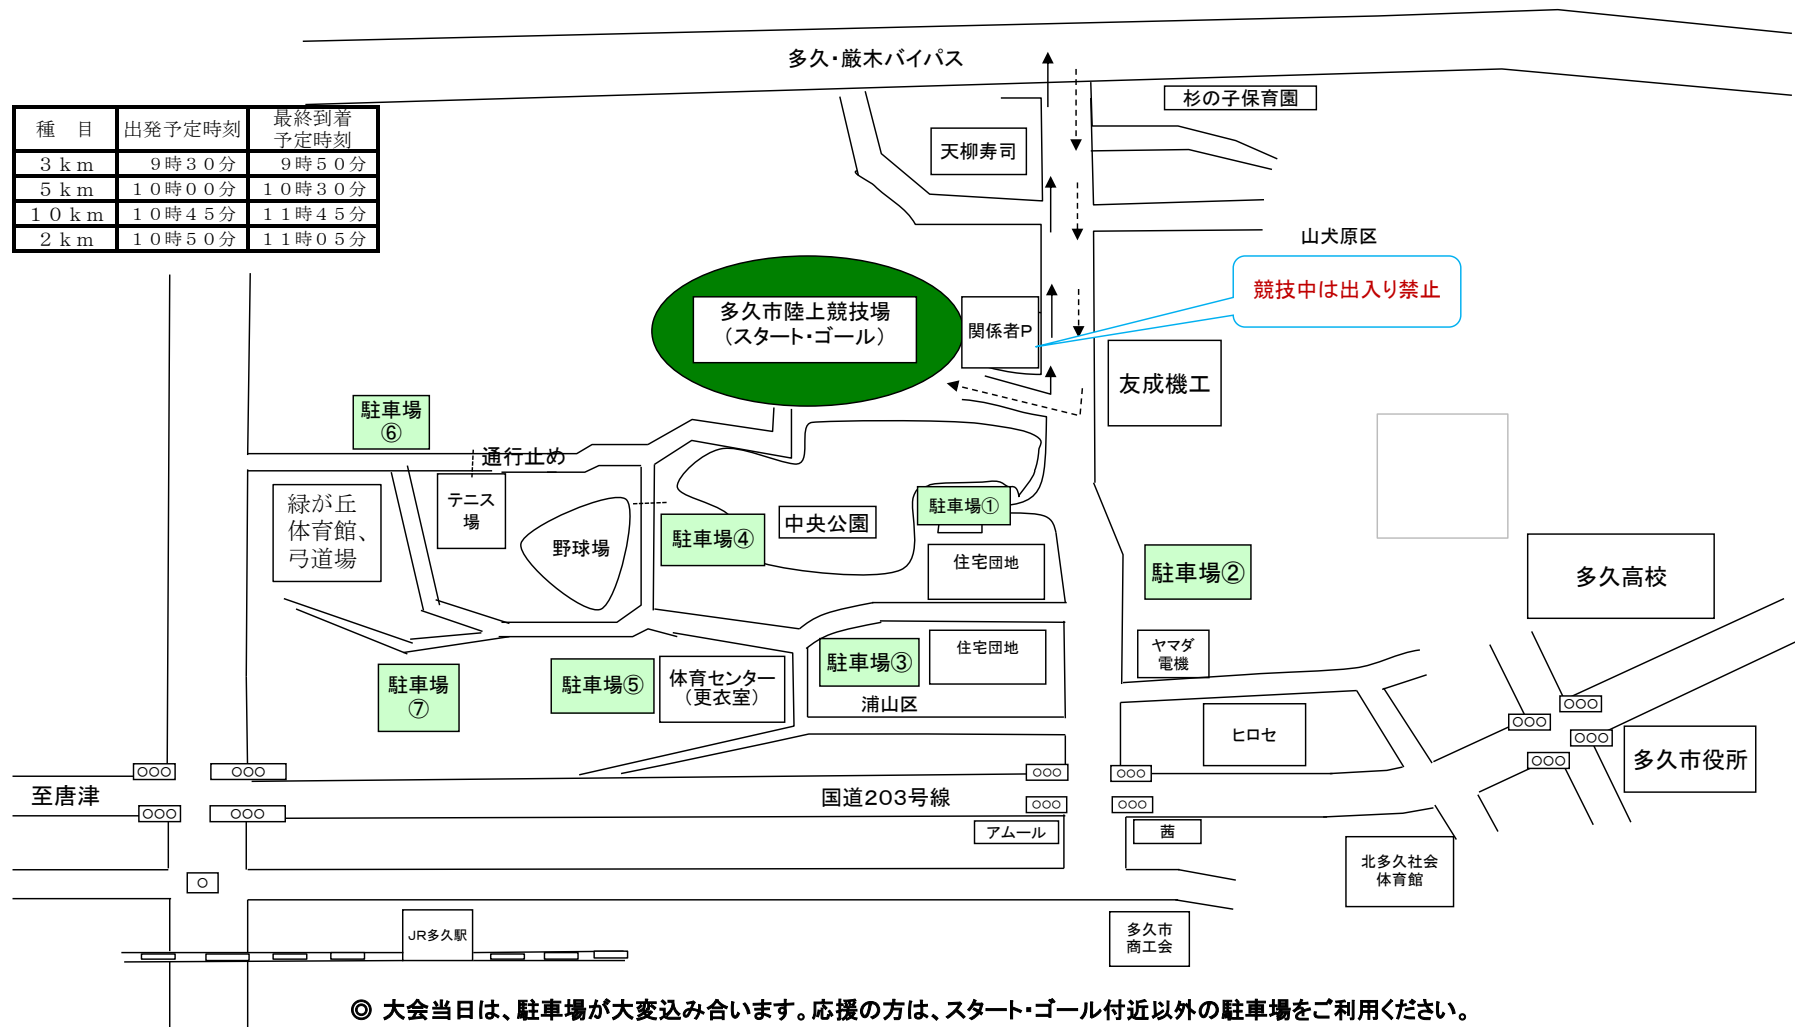 多久・厳木バイパス
杉の子保育園
種　目 出発予定時刻 最終到着
予定時刻
３ｋｍ ９時３０分 ９時５０分
５ｋｍ １０時００分 １０時３０分
１０ｋｍ １０時４５分 １１時４５分
２ｋｍ １０時５０分 １１時０５分
天柳寿司
山犬原区
競技中は出入り禁止
多久市陸上競技場
（スタート・ゴール）
関係者P
友成機工
駐車場
⑥
通行止め
テニス
場
緑が丘
体育館、
弓道場
野球場
駐車場④
中央公園
駐車場①
住宅団地
駐車場②
多久高校
駐車場
⑦
駐車場⑤
体育センター
（更衣室）
駐車場③
住宅団地
浦山区
ヤマダ
電機
ヒロセ
多久市役所
至唐津
国道203号線
アムール
茜
北多久社会
体育館
JR多久駅
多久市
商工会
◎ 大会当日は、駐車場が大変込み合います。応援の方は、スタート・ゴール付近以外の駐車場をご利用ください。